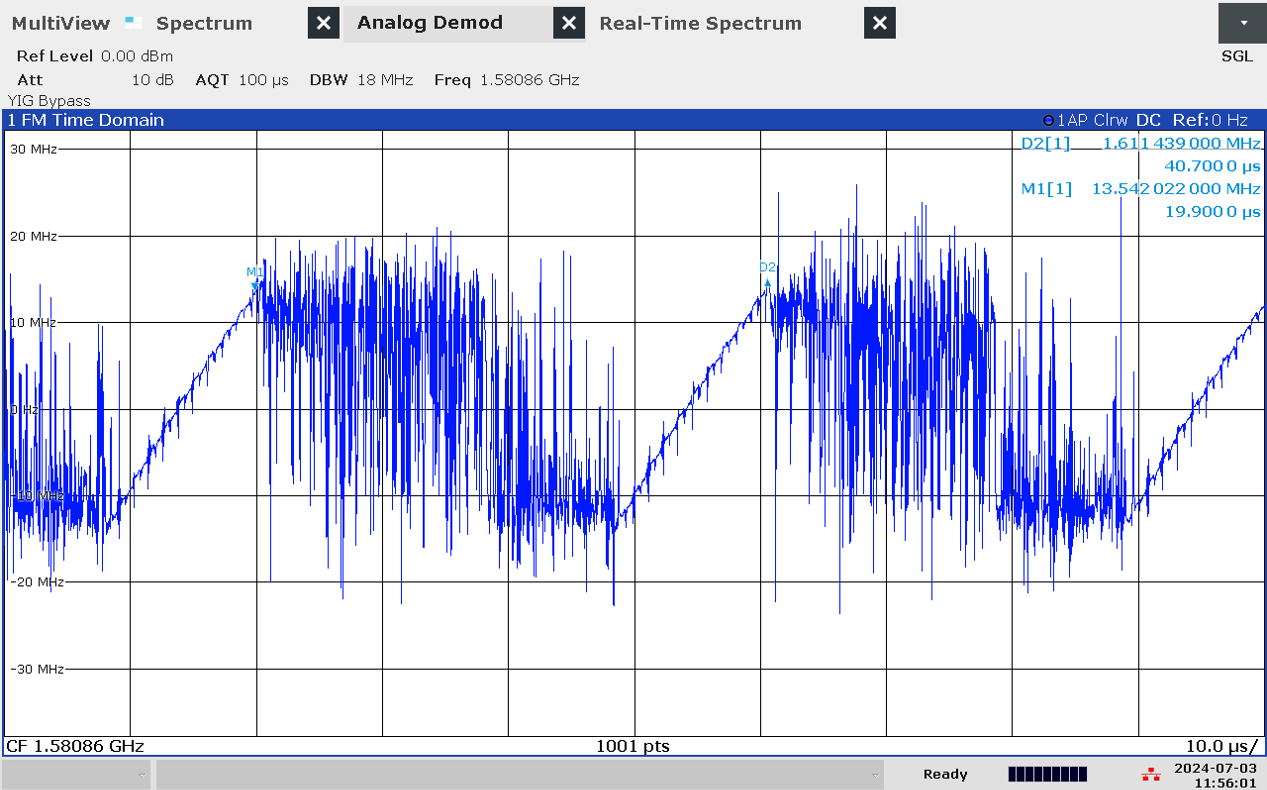 MultiView Spectrum Analog Demod Real-Time Spectrum
Ref Level 0.00 dBm SGL
Att 10 dB AQT 100 µs DBW 18 MHz Freq 1.58086 GHz
YIG Bypass
1 FM Time Domain 1AP Clrw DC Ref:0 Hz
D2[1] 1.611 439 000 MHz
40.700 0 µs
M1[1] 13.542 022 000 MHz
19.900 0 µs
30 MHz
20 MHz
M1 D2
10 MHz
0 Hz
-10 MHz
-20 MHz
-30 MHz
CF 1.58086 GHz 1001 pts 10.0 µs/
Ready 2024-07-03
11:56:01